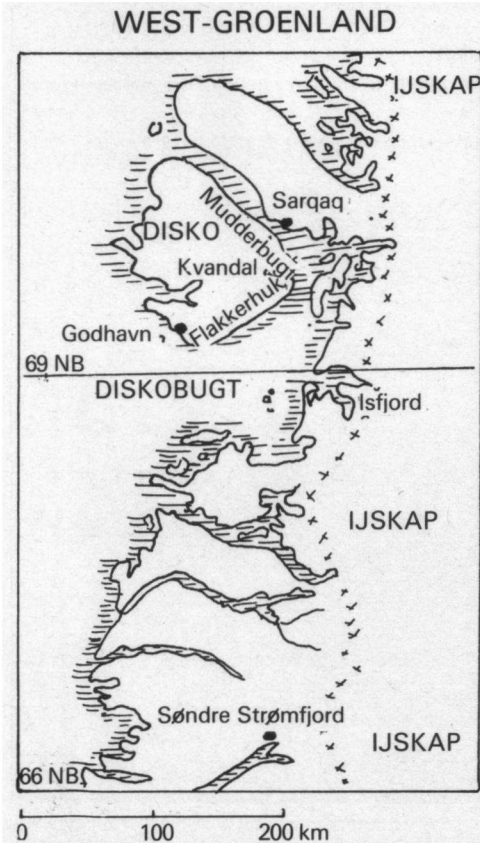 WEST-GROENLAND
IJSKAP
Sarqaq
Mudderbugt
DISKO
Kvandal
Flakkerhuk
Godhavn
69 NB
DISKOBUGT
Isfjord
IJSKAP
Søndre Strømfjord
IJSKAP
66 NB
0 100 200 km